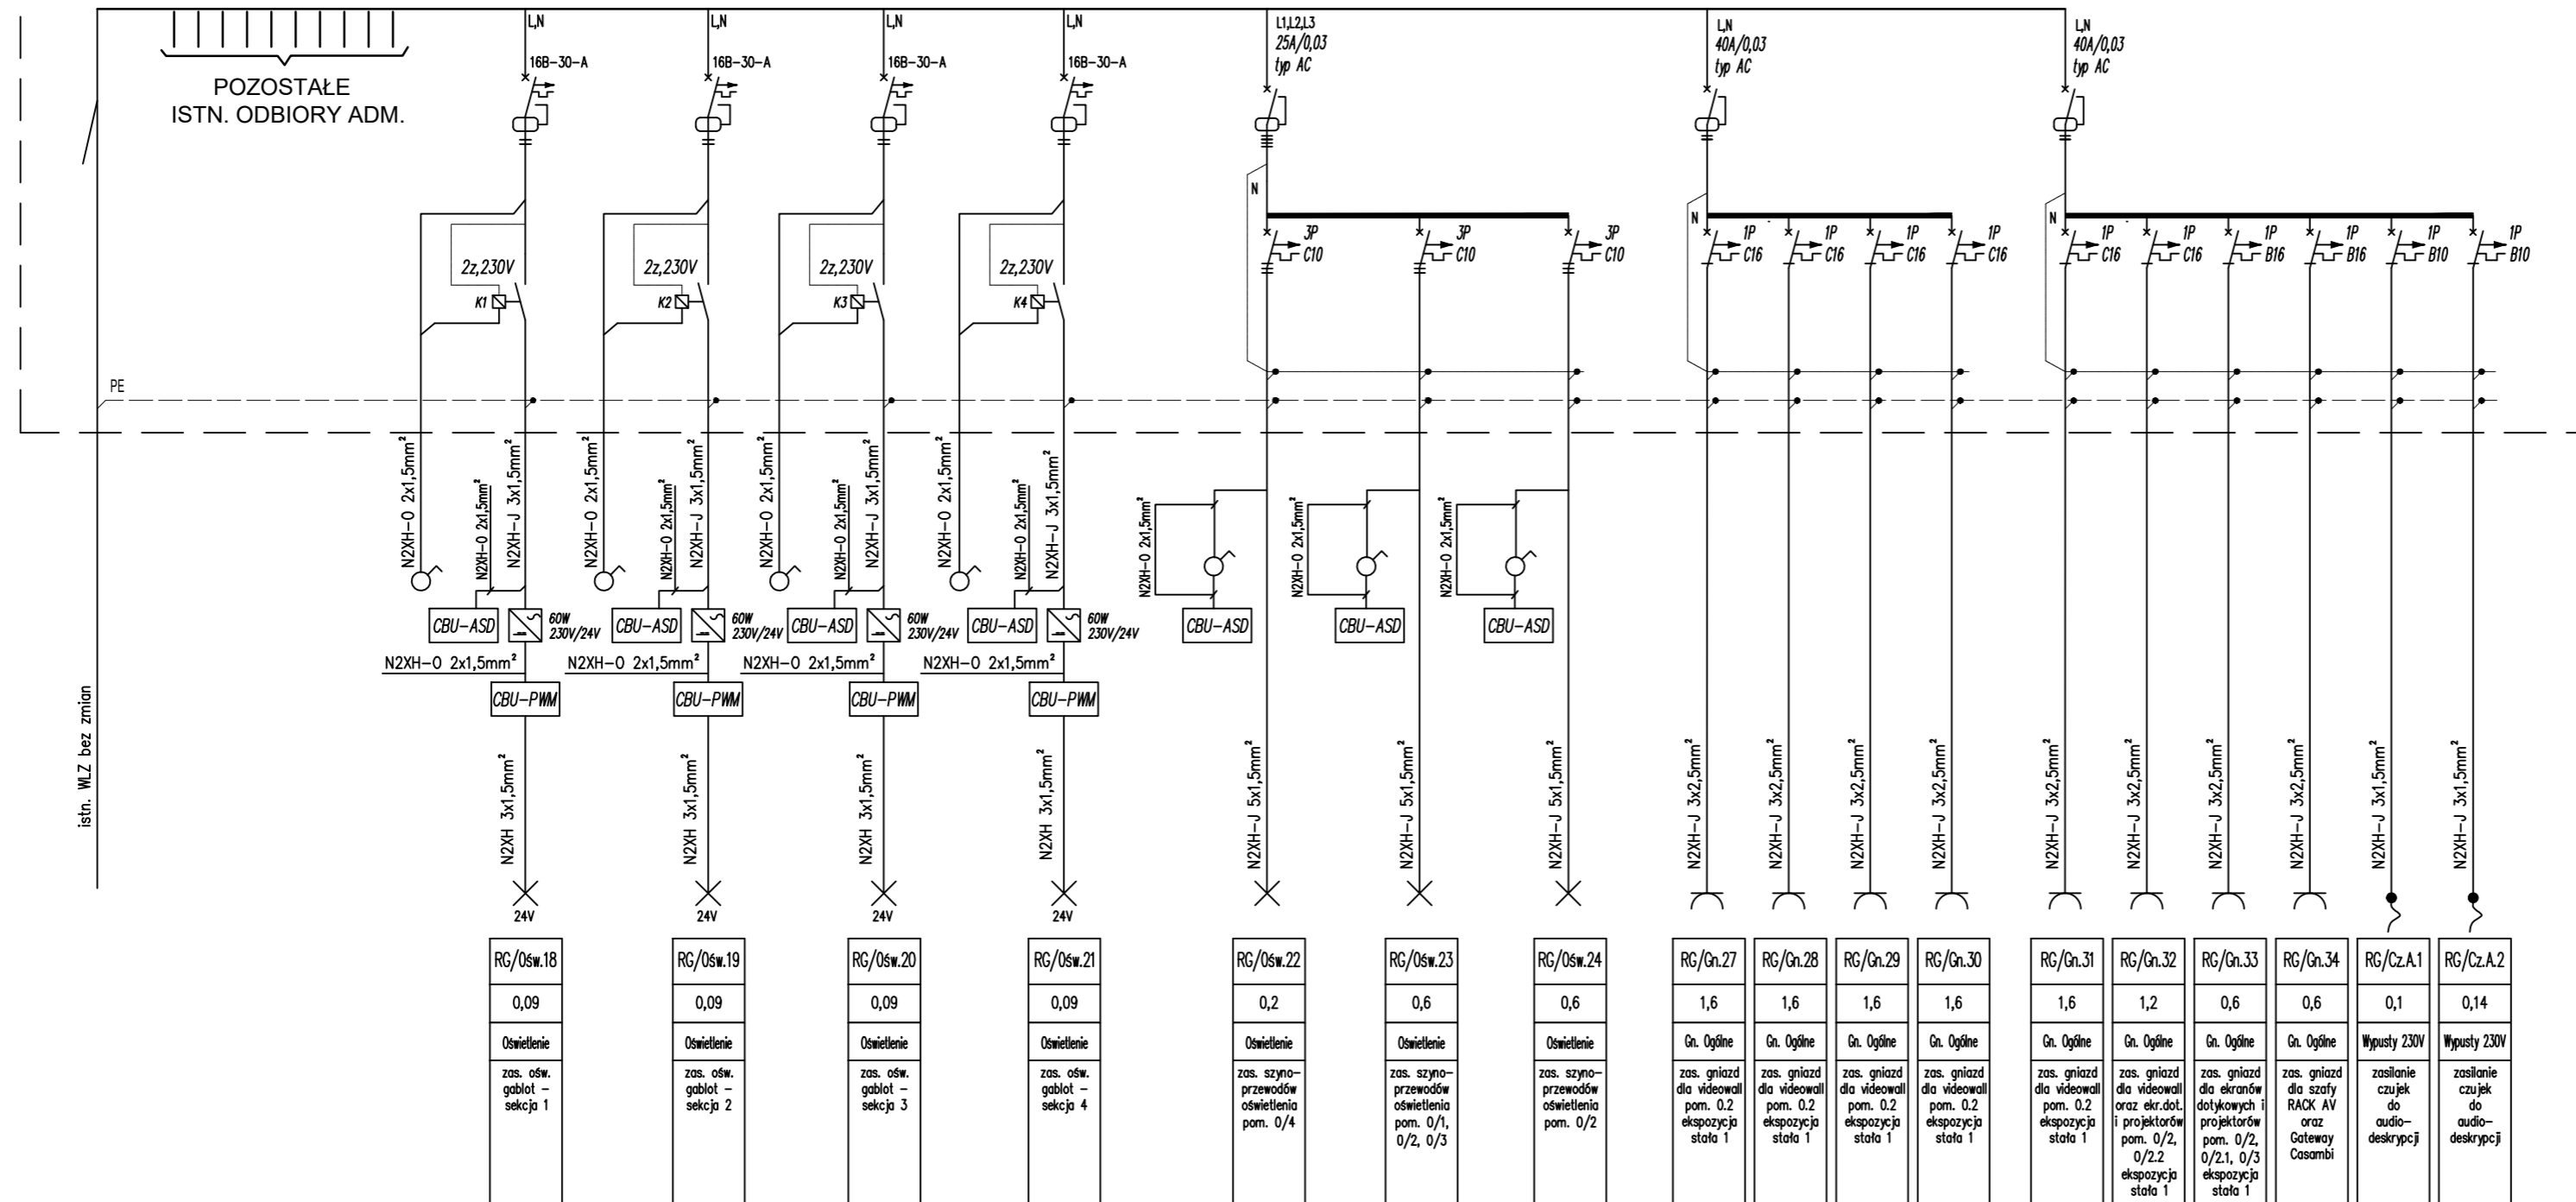 POZOSTAŁE
ISTN. ODBIORY ADM.
L,N
16B-30-A
L,N
16B-30-A
L,N
16B-30-A
L,N
16B-30-A
L1,L2,L3
25A/0,03
typ AC
L,N
40A/0,03
typ AC
L,N
40A/0,03
typ AC
2z,230V
K1
2z,230V
K2
2z,230V
K3
2z,230V
K4
N
3P
C10
3P
C10
3P
C10
N
1P
C16
1P
C16
1P
C16
1P
C16
N
1P
C16
1P
C16
1P
B16
1P
B16
1P
B10
1P
B10
PE
istn. WLZ bez zmian
N2XH-O 2x1,5mm²
N2XH-O 2x1,5mm²
N2XH-J 3x1,5mm²
N2XH-O 2x1,5mm²
N2XH-O 2x1,5mm²
N2XH-J 3x1,5mm²
N2XH-O 2x1,5mm²
N2XH-O 2x1,5mm²
N2XH-J 3x1,5mm²
N2XH-O 2x1,5mm²
N2XH-O 2x1,5mm²
N2XH-J 3x1,5mm²
N2XH-O 2x1,5mm²
N2XH-O 2x1,5mm²
N2XH-O 2x1,5mm²
CBU-ASD
60W
230V/24V
CBU-ASD
60W
230V/24V
CBU-ASD
60W
230V/24V
CBU-ASD
60W
230V/24V
CBU-ASD
CBU-ASD
CBU-ASD
N2XH-O 2x1,5mm²
N2XH-O 2x1,5mm²
N2XH-O 2x1,5mm²
N2XH-O 2x1,5mm²
CBU-PWM
CBU-PWM
CBU-PWM
CBU-PWM
N2XH 3x1,5mm²
N2XH 3x1,5mm²
N2XH 3x1,5mm²
N2XH 3x1,5mm²
N2XH-J 5x1,5mm²
N2XH-J 5x1,5mm²
N2XH-J 5x1,5mm²
N2XH-J 3x2,5mm²
N2XH-J 3x2,5mm²
N2XH-J 3x2,5mm²
N2XH-J 3x2,5mm²
N2XH-J 3x2,5mm²
N2XH-J 3x2,5mm²
N2XH-J 3x2,5mm²
N2XH-J 3x2,5mm²
N2XH-J 3x1,5mm²
N2XH-J 3x1,5mm²
24V
24V
24V
24V
RG/Ośw.18
0,09
Oświetlenie
zas. ośw.
gablot -
sekcja 1
RG/Ośw.19
0,09
Oświetlenie
zas. ośw.
gablot -
sekcja 2
RG/Ośw.20
0,09
Oświetlenie
zas. ośw.
gablot -
sekcja 3
RG/Ośw.21
0,09
Oświetlenie
zas. ośw.
gablot -
sekcja 4
RG/Ośw.22
0,2
Oświetlenie
zas. szyno-
przewodów
oświetlenia
pom. 0/4
RG/Ośw.23
0,6
Oświetlenie
zas. szyno-
przewodów
oświetlenia
pom. 0/1,
0/2, 0/3
RG/Ośw.24
0,6
Oświetlenie
zas. szyno-
przewodów
oświetlenia
pom. 0/2
RG/Gn.27
1,6
Gn. Ogólne
zas. gniazd
dla videowall
pom. 0.2
ekspozycja
stała 1
RG/Gn.28
1,6
Gn. Ogólne
zas. gniazd
dla videowall
pom. 0.2
ekspozycja
stała 1
RG/Gn.29
1,6
Gn. Ogólne
zas. gniazd
dla videowall
pom. 0.2
ekspozycja
stała 1
RG/Gn.30
1,6
Gn. Ogólne
zas. gniazd
dla videowall
pom. 0.2
ekspozycja
stała 1
RG/Gn.31
1,6
Gn. Ogólne
zas. gniazd
dla videowall
pom. 0.2
ekspozycja
stała 1
RG/Gn.32
1,2
Gn. Ogólne
zas. gniazd
dla videowall
oraz ekr.dot.
i projektorów
pom. 0/2,
0/2.2
ekspozycja
stała 1
RG/Gn.33
0,6
Gn. Ogólne
zas. gniazd
dla ekranów
dotykowych i
projektorów
pom. 0/2,
0/2.1, 0/3
ekspozycja
stała 1
RG/Gn.34
0,6
Gn. Ogólne
zas. gniazd
dla szafy
RACK AV
oraz
Gateway
Casambi
RG/Cz.A.1
0,1
Wypusty 230V
zasilanie
czujek
do
audio-
deskrypcji
RG/Cz.A.2
0,14
Wypusty 230V
zasilanie
czujek
do
audio-
deskrypcji